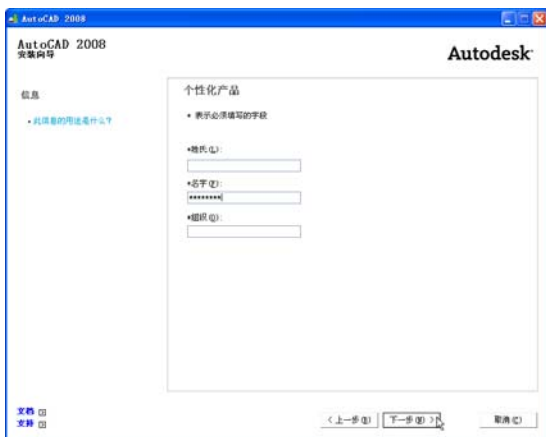 AutoCAD 2008
AutoCAD 2008
安装向导
Autodesk
信息
• 此信息的用途是什么?
个性化产品
* 表示必须填写的字段
*姓氏(L):
*名字(F):
********
*组织(O):
文档
支持
< 上一步(B)
下一步(N) >
取消(C)